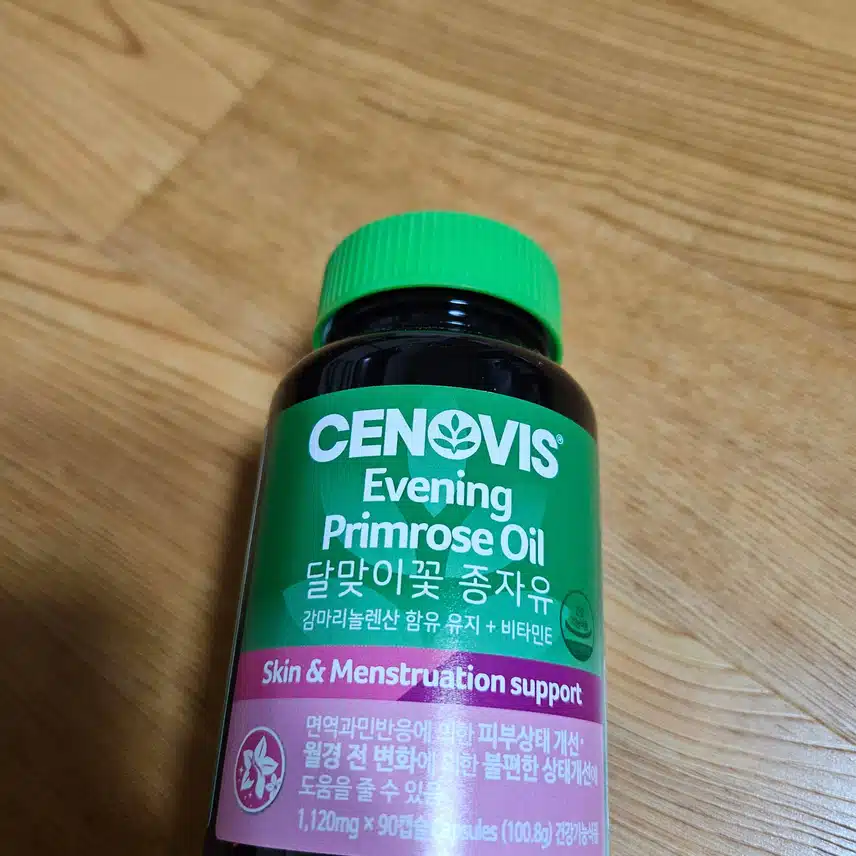 CENOVIS®
Evening
Primrose Oil
달맞이꽃 종자유
감마리놀렌산 함유 유지 + 비타민E
Skin & Menstruation support
면역과민반응에 의한 피부상태 개선·
월경 전 변화에 의한 불편한 상태개선에
도움을 줄 수 있음
1,120mg × 90캡슐 Capsules (100.8g) 건강기능식품